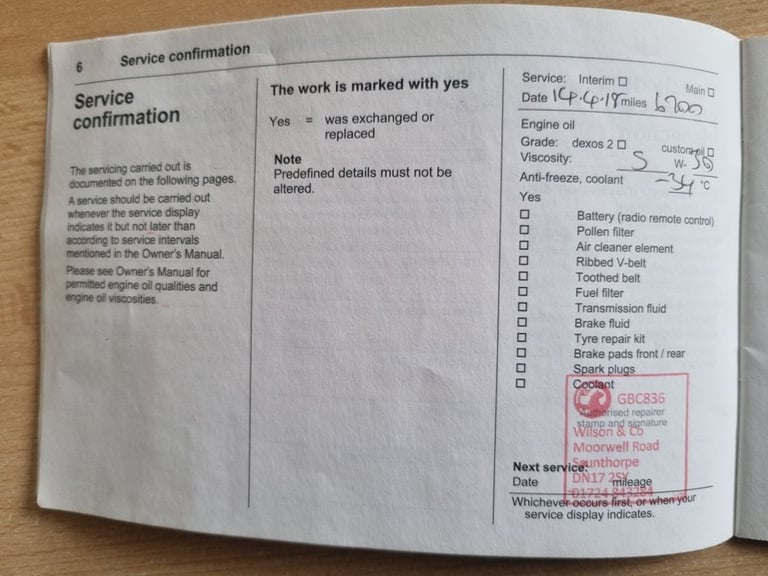 6 Service confirmation
Service
confirmation
The servicing carried out is
documented on the following pages.
A service should be carried out
whenever the service display
indicates it but not later than
according to service intervals
mentioned in the Owner's Manual.
Please see Owner's Manual for
permitted engine oil qualities and
engine oil viscosities.
The work is marked with yes
Yes = was exchanged or
replaced
Note
Predefined details must not be
altered.
Service: Interim ☐ Main ☐
Date 14.4.18 miles 6700
Engine oil
Grade: dexos 2 ☐ custom oil ☐
Viscosity: 5 W- 30
Anti-freeze, coolant -34 °C
Yes
☐ Battery (radio remote control)
☐ Pollen filter
☐ Air cleaner element
☐ Ribbed V-belt
☐ Toothed belt
☐ Fuel filter
☐ Transmission fluid
☐ Brake fluid
☐ Tyre repair kit
☐ Brake pads front / rear
☐ Spark plugs
☐ Coolant
GBC836
Authorised repairer
stamp and signature
Wilson & Co
Moorwell Road
Scunthorpe
Next service:
DN17 2SY
Date mileage
01724 843284
Whichever occurs first, or when your
service display indicates.